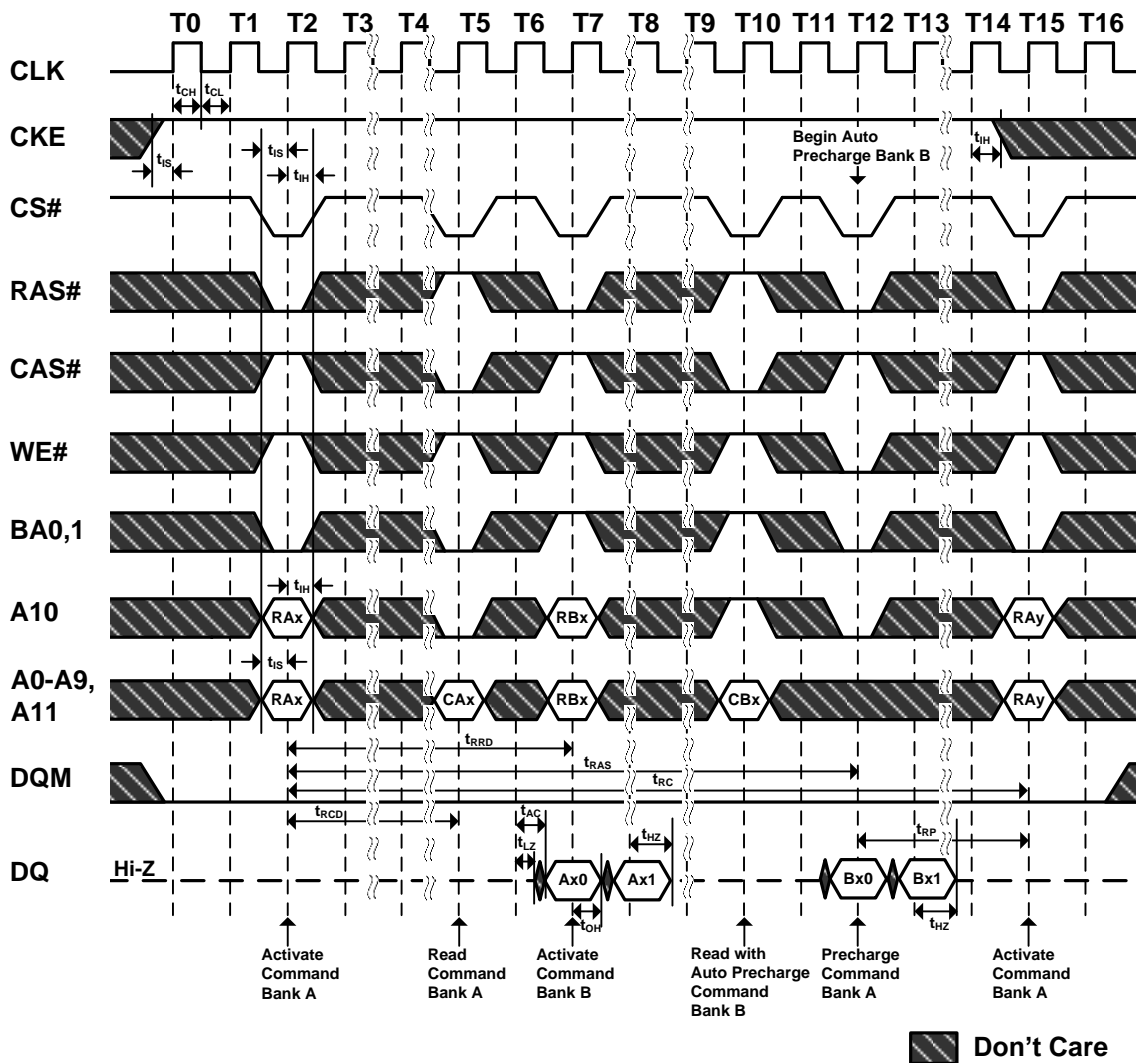 T0 T1 T2 T3 T4 T5 T6 T7 T8 T9 T10 T11 T12 T13 T14 T15 T16
CLK
tCH tCL
CKE
tIS
tIS
tIH
Begin Auto
Precharge Bank B
tIH
CS#
RAS#
CAS#
WE#
BA0,1
tIH
A10
RAx
RBx
RAy
tIS
A0-A9,
A11
RAx
CAx
RBx
CBx
RAy
tRRD
tRAS
DQM
tRC
tRCD
tAC
tHZ
tRP
tLZ
DQ
Hi-Z
Ax0
Ax1
Bx0
Bx1
tOH
tHZ
Activate
Command
Bank A
Read
Command
Bank A
Activate
Command
Bank B
Read with
Auto Precharge
Command
Bank B
Precharge
Command
Bank A
Activate
Command
Bank A
Don't Care